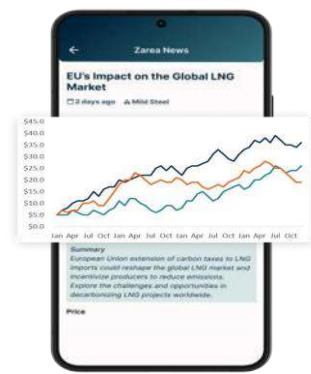 Zarea News
EU's Impact on the Global LNG
Market
2 days ago Mild Steel
$45.0
$40.0
$35.0
$30.0
$25.0
$20.0
$15.0
$10.0
$5.0
$0.0
Jan Apr Jul Oct Jan Apr Jul Oct Jan Apr Jul Oct Jan Apr Jul Oct
Summary
European Union extension of carbon taxes to LNG
imports could reshape the global LNG market and
incentivize producers to reduce emissions.
Explore the challenges and opportunities in
decarbonizing LNG projects worldwide.
Price